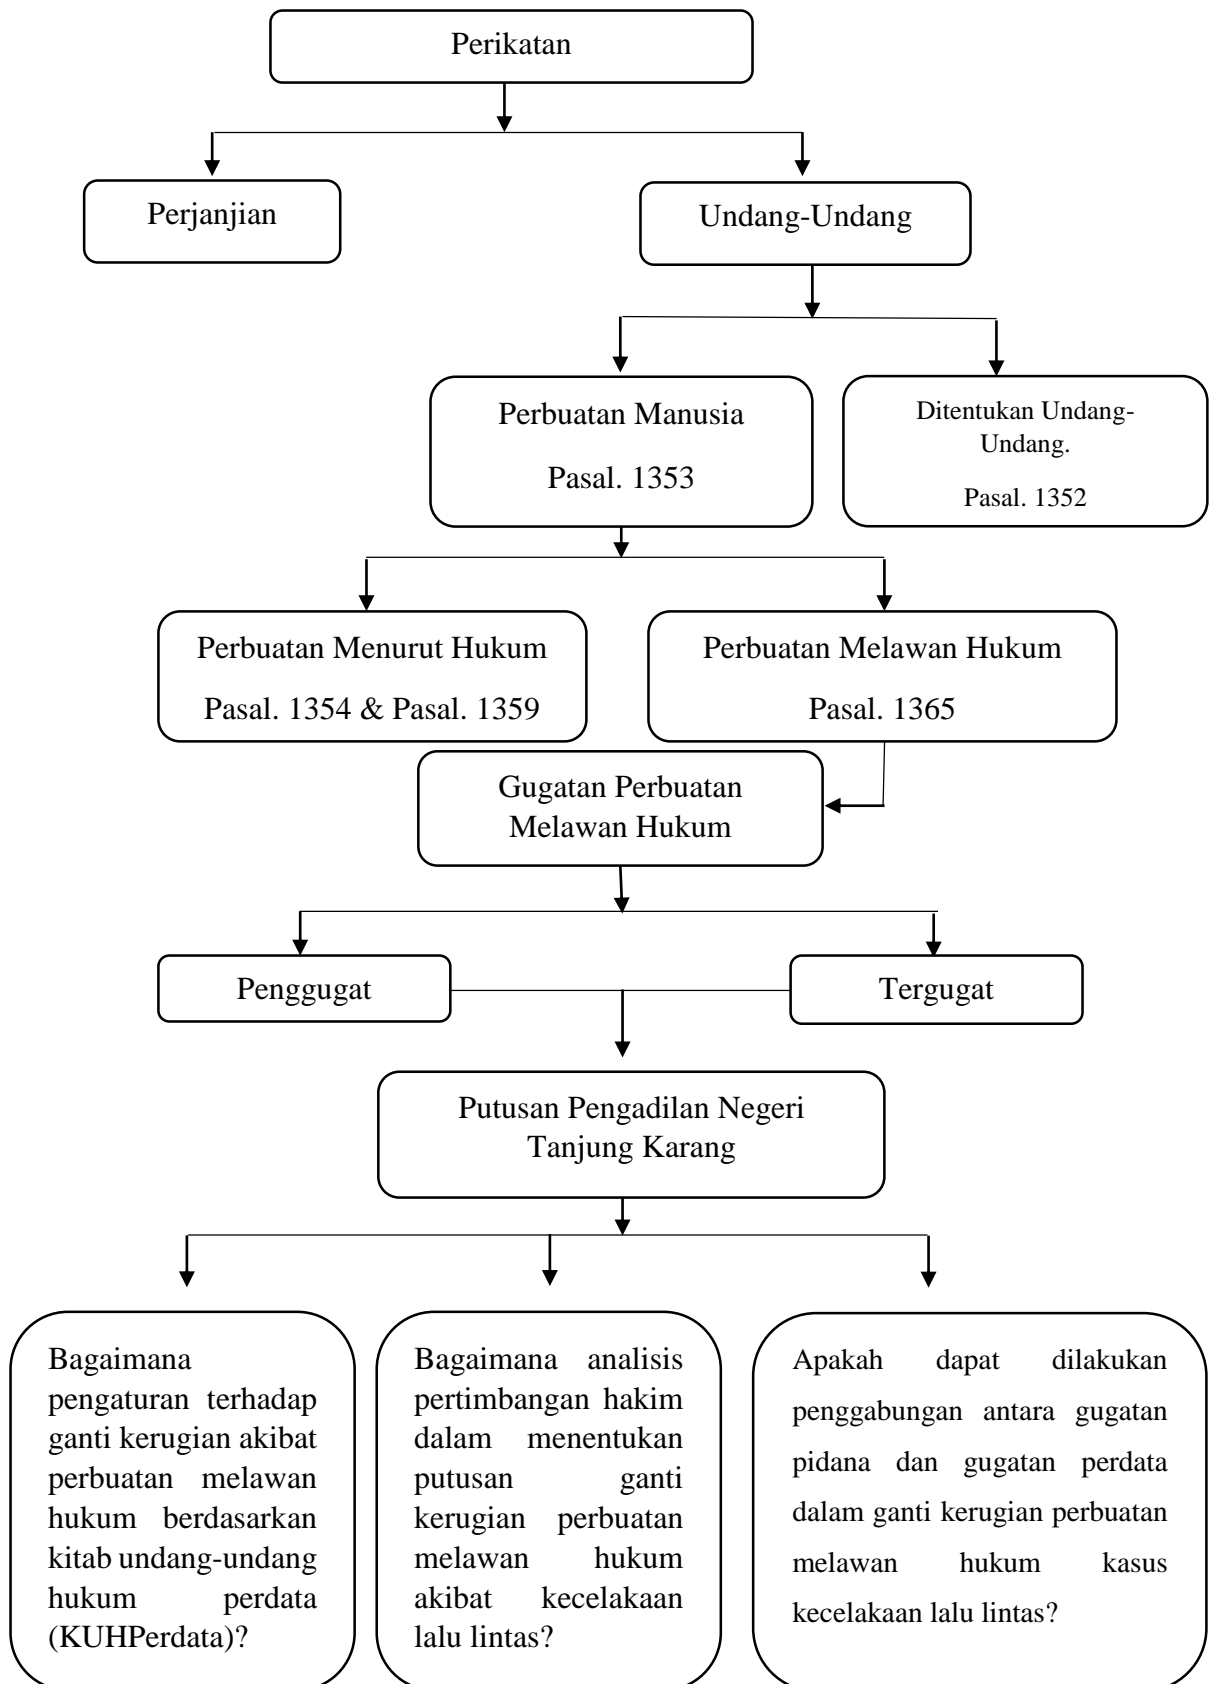 Perikatan
Perjanjian
Undang-Undang
Perbuatan Manusia
Pasal. 1353
Ditentukan Undang-
Undang.
Pasal. 1352
Perbuatan Menurut Hukum
Pasal. 1354 & Pasal. 1359
Perbuatan Melawan Hukum
Pasal. 1365
Gugatan Perbuatan
Melawan Hukum
Penggugat
Tergugat
Putusan Pengadilan Negeri
Tanjung Karang
Bagaimana
pengaturan terhadap
ganti kerugian akibat
perbuatan melawan
hukum berdasarkan
kitab undang-undang
hukum perdata
(KUHPerdata)?
Bagaimana analisis
pertimbangan hakim
dalam menentukan
putusan ganti
kerugian perbuatan
melawan hukum
akibat kecelakaan
lalu lintas?
Apakah dapat dilakukan
penggabungan antara gugatan
pidana dan gugatan perdata
dalam ganti kerugian perbuatan
melawan hukum kasus
kecelakaan lalu lintas?